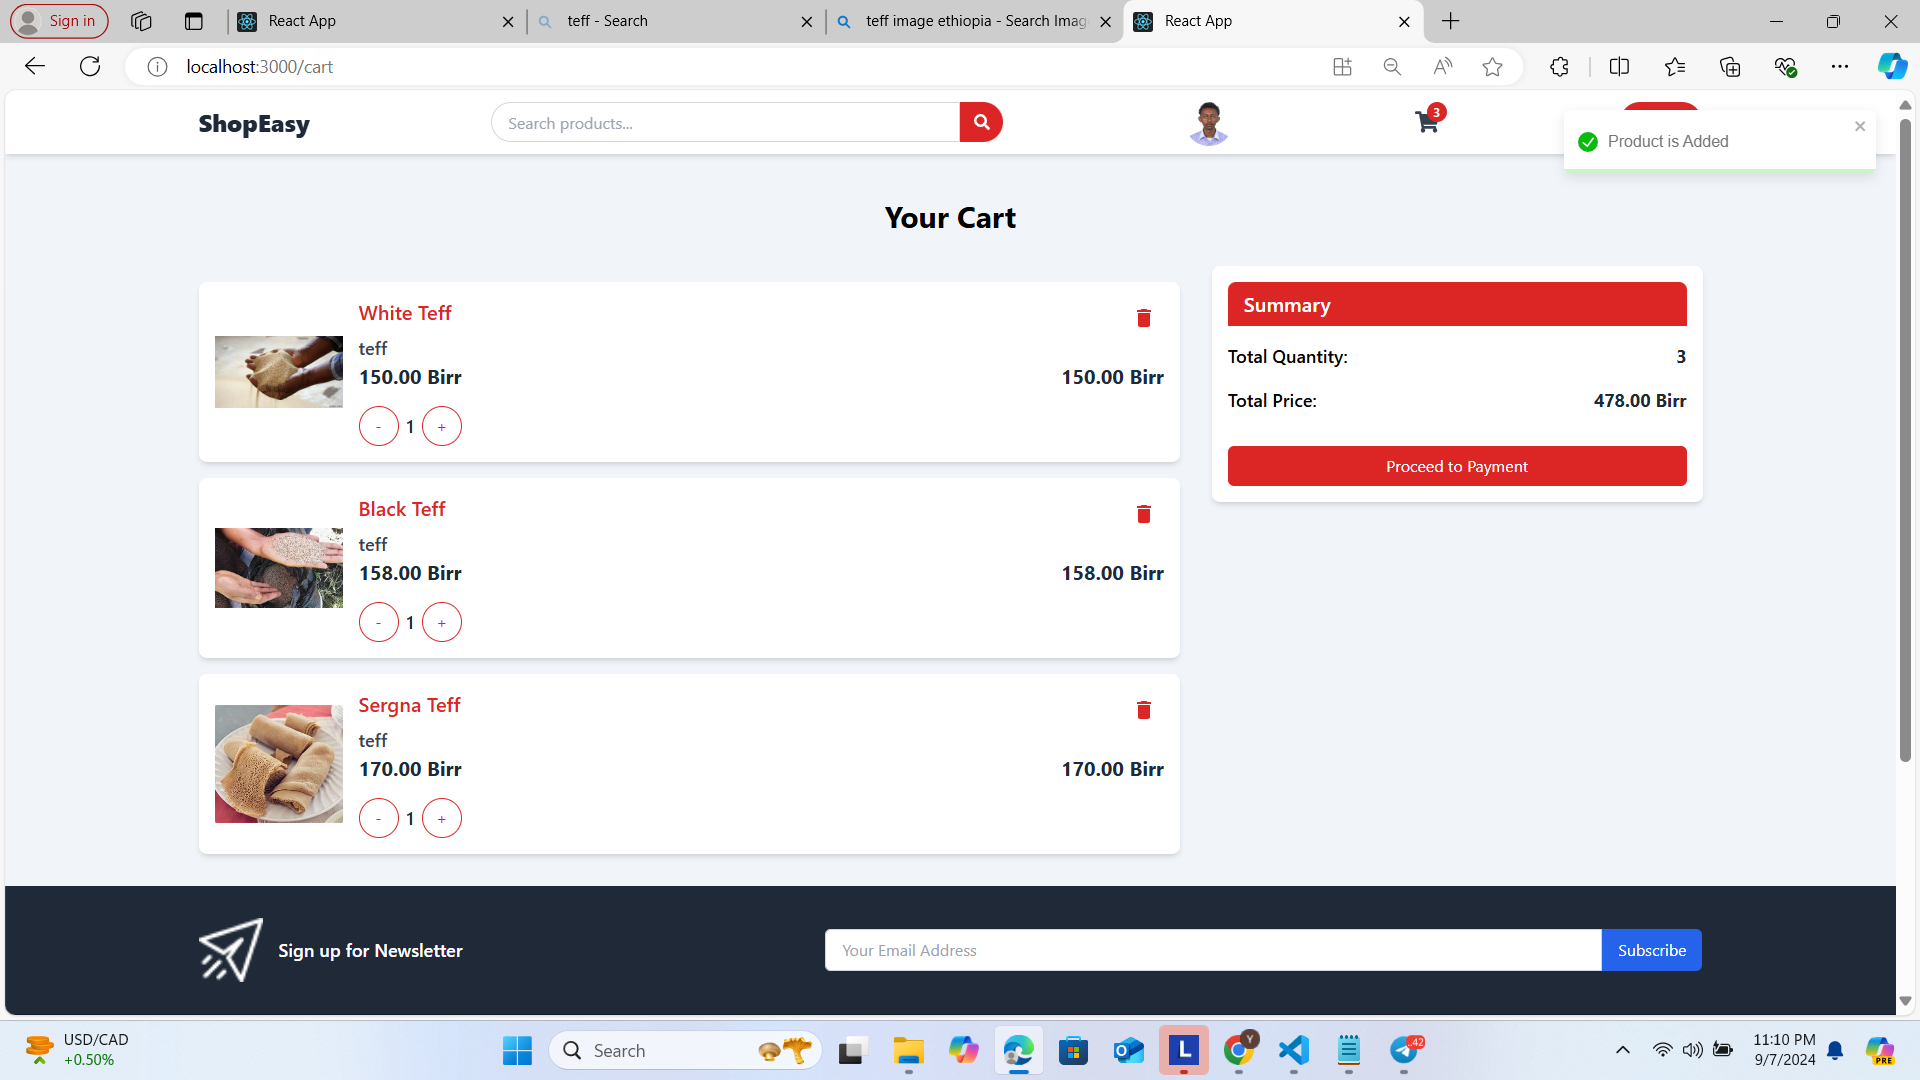 Sign in
React App
teff - Search
teff image ethiopia - Search Imag
React App
localhost:3000/cart
ShopEasy
Search products...
3
Product is Added
Your Cart
White Teff
teff
150.00 Birr
150.00 Birr
- 1 +
Black Teff
teff
158.00 Birr
158.00 Birr
- 1 +
Sergna Teff
teff
170.00 Birr
170.00 Birr
- 1 +
Summary
Total Quantity: 3
Total Price: 478.00 Birr
Proceed to Payment
Sign up for Newsletter
Your Email Address
Subscribe
USD/CAD
+0.50%
Search
L
Y
42
11:10 PM
9/7/2024
PRE